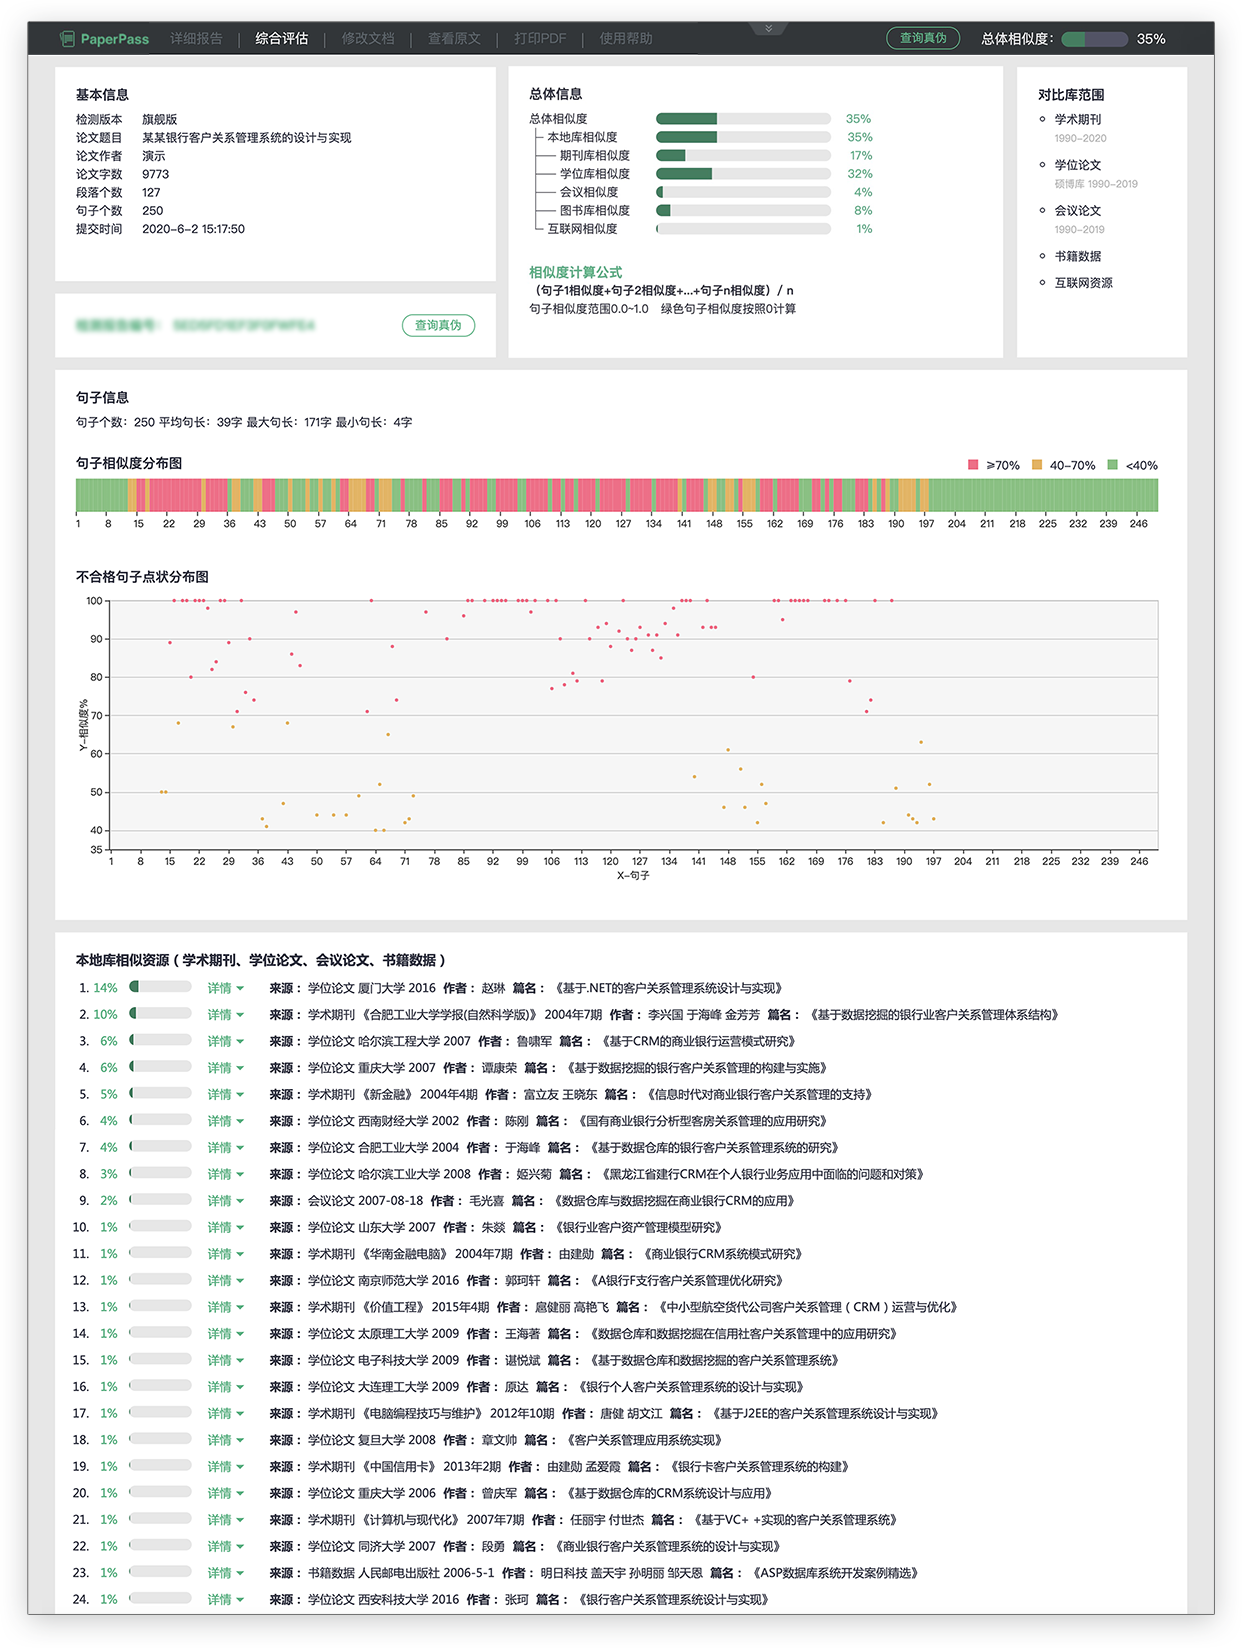 PaperPass 详细报告 综合评估 修改文档 查看原文 打印PDF 使用帮助 查询真伪 总体相似度： 35%
基本信息
检测版本 旗舰版
论文题目 某某银行客户关系管理系统的设计与实现
论文作者 演示
论文字数 9773
段落个数 127
句子个数 250
提交时间 2020-6-2 15:17:50
查询真伪
总体信息
总体相似度 35%
本地库相似度 35%
期刊库相似度 17%
学位库相似度 32%
会议相似度 4%
图书库相似度 8%
互联网相似度 1%
相似度计算公式
（句子1相似度+句子2相似度+...+句子n相似度）/ n
句子相似度范围0.0~1.0 绿色句子相似度按照0计算
对比库范围
学术期刊
1990-2020
学位论文
硕博库 1990-2019
会议论文
1990-2019
书籍数据
互联网资源
句子信息
句子个数：250 平均句长：39字 最大句长：171字 最小句长：4字
句子相似度分布图
≥70% 40-70% <40%
1 8 15 22 29 36 43 50 57 64 71 78 85 92 99 106 113 120 127 134 141 148 155 162 169 176 183 190 197 204 211 218 225 232 239 246
不合格句子点状分布图
100
90
80
70
60
50
40
35
Y-相似度%
1 8 15 22 29 36 43 50 57 64 71 78 85 92 99 106 113 120 127 134 141 148 155 162 169 176 183 190 197 204 211 218 225 232 239 246
X-句子
本地库相似资源（学术期刊、学位论文、会议论文、书籍数据）
1. 14% 详情 来源： 学位论文 厦门大学 2016 作者： 赵琳 篇名： 《基于.NET的客户关系管理系统设计与实现》
2. 10% 详情 来源： 学术期刊 《合肥工业大学学报(自然科学版)》 2004年7期 作者： 李兴国 于海峰 金芳芳 篇名： 《基于数据挖掘的银行业客户关系管理体系结构》
3. 6% 详情 来源： 学位论文 哈尔滨工程大学 2007 作者： 鲁啸军 篇名： 《基于CRM的商业银行运营模式研究》
4. 6% 详情 来源： 学位论文 重庆大学 2007 作者： 谭康荣 篇名： 《基于数据挖掘的银行客户关系管理的构建与实施》
5. 5% 详情 来源： 学术期刊 《新金融》 2004年4期 作者： 富立友 王晓东 篇名： 《信息时代对商业银行客户关系管理的支持》
6. 4% 详情 来源： 学位论文 西南财经大学 2002 作者： 陈刚 篇名： 《国有商业银行分析型客房关系管理的应用研究》
7. 4% 详情 来源： 学位论文 合肥工业大学 2004 作者： 于海峰 篇名： 《基于数据仓库的银行客户关系管理系统的研究》
8. 3% 详情 来源： 学位论文 哈尔滨工业大学 2008 作者： 姬兴菊 篇名： 《黑龙江省建行CRM在个人银行业务应用中面临的问题和对策》
9. 2% 详情 来源： 会议论文 2007-08-18 作者： 毛光喜 篇名： 《数据仓库与数据挖掘在商业银行CRM的应用》
10. 1% 详情 来源： 学位论文 山东大学 2007 作者： 朱燚 篇名： 《银行业客户资产管理模型研究》
11. 1% 详情 来源： 学术期刊 《华南金融电脑》 2004年7期 作者： 由建勋 篇名： 《商业银行CRM系统模式研究》
12. 1% 详情 来源： 学位论文 南京师范大学 2016 作者： 郭珂轩 篇名： 《A银行F支行客户关系管理优化研究》
13. 1% 详情 来源： 学术期刊 《价值工程》 2015年4期 作者： 扈健丽 高艳飞 篇名： 《中小型航空货代公司客户关系管理（CRM）运营与优化》
14. 1% 详情 来源： 学位论文 太原理工大学 2009 作者： 王海著 篇名： 《数据仓库和数据挖掘在信用社客户关系管理中的应用研究》
15. 1% 详情 来源： 学位论文 电子科技大学 2009 作者： 谌悦斌 篇名： 《基于数据仓库和数据挖掘的客户关系管理系统》
16. 1% 详情 来源： 学位论文 大连理工大学 2009 作者： 原达 篇名： 《银行个人客户关系管理系统的设计与实现》
17. 1% 详情 来源： 学术期刊 《电脑编程技巧与维护》 2012年10期 作者： 唐健 胡文江 篇名： 《基于J2EE的客户关系管理系统设计与实现》
18. 1% 详情 来源： 学位论文 复旦大学 2008 作者： 章文帅 篇名： 《客户关系管理应用系统实现》
19. 1% 详情 来源： 学术期刊 《中国信用卡》 2013年2期 作者： 由建勋 孟爱霞 篇名： 《银行卡客户关系管理系统的构建》
20. 1% 详情 来源： 学位论文 重庆大学 2006 作者： 曾庆军 篇名： 《基于数据仓库的CRM系统设计与应用》
21. 1% 详情 来源： 学术期刊 《计算机与现代化》 2007年7期 作者： 任丽宇 付世杰 篇名： 《基于VC+ +实现的客户关系管理系统》
22. 1% 详情 来源： 学位论文 同济大学 2007 作者： 段勇 篇名： 《商业银行客户关系管理系统的设计与实现》
23. 1% 详情 来源： 书籍数据 人民邮电出版社 2006-5-1 作者： 明日科技 盖天宇 孙明丽 邹天恩 篇名： 《ASP数据库系统开发案例精选》
24. 1% 详情 来源： 学位论文 西安科技大学 2016 作者： 张珂 篇名： 《银行客户关系管理系统设计与实现》